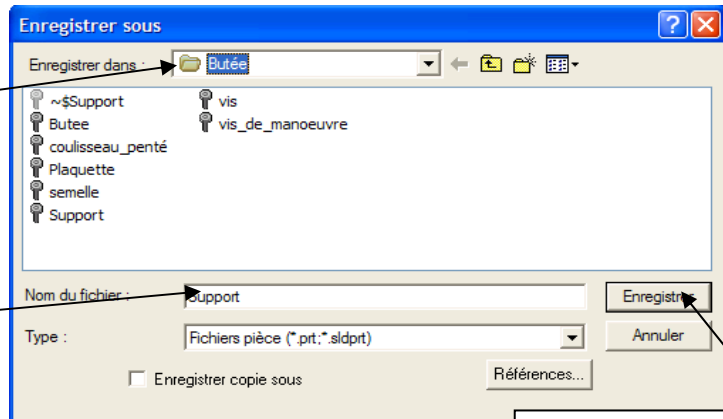 Enregistrer sous
Enregistrer dans : Butée
~$Support
Butee
coulisseau_penté
Plaquette
semelle
Support
vis
vis_de_manoeuvre
Nom du fichier : Support Enregistrer
Type : Fichiers pièce (*.prt;*.sldprt) Annuler
Enregistrer copie sous Références...